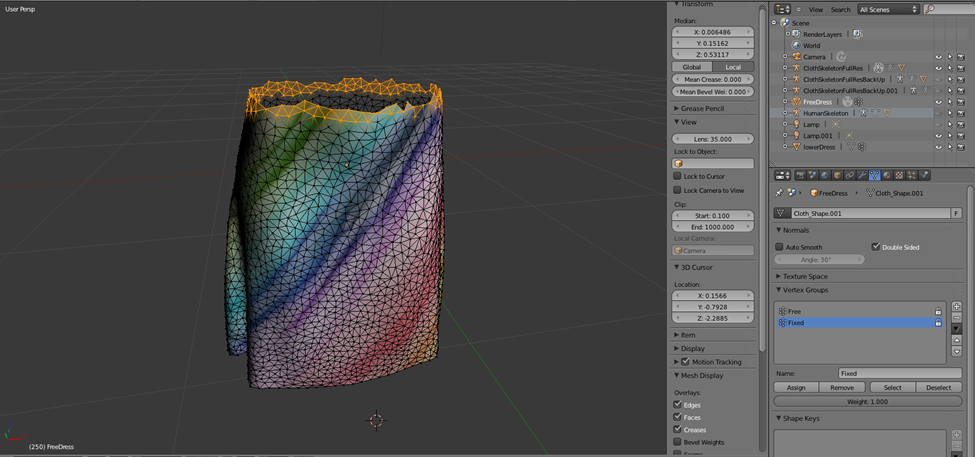 User Persp
(250) FreeDress
Transform
Median:
X: 0.006486
Y: 0.15162
Z: 0.53117
Global Local
Mean Crease: 0.000
Mean Bevel Wei: 0.000
Grease Pencil
View
Lens: 35.000
Lock to Object:
Lock to Cursor
Lock Camera to View
Clip:
Start: 0.100
End: 1000.000
Local Camera:
Camera
3D Cursor
Location:
X: 0.1566
Y: -0.7928
Z: -2.2885
Item
Display
Motion Tracking
Mesh Display
Overlays:
Edges
Faces
Creases
Bevel Weights
View Search All Scenes
Scene
RenderLayers
World
Camera
ClothSkeletonFullRes
ClothSkeletonFullResBackUp
ClothSkeletonFullResBackUp.001
FreeDress
HumanSkeleton
Lamp
Lamp.001
lowerDress
FreeDress Cloth_Shape.001
Cloth_Shape.001 F
Normals
Auto Smooth Double Sided
Angle: 30°
Texture Space
Vertex Groups
Free
Fixed
Name: Fixed
Assign Remove Select Deselect
Weight: 1.000
Shape Keys